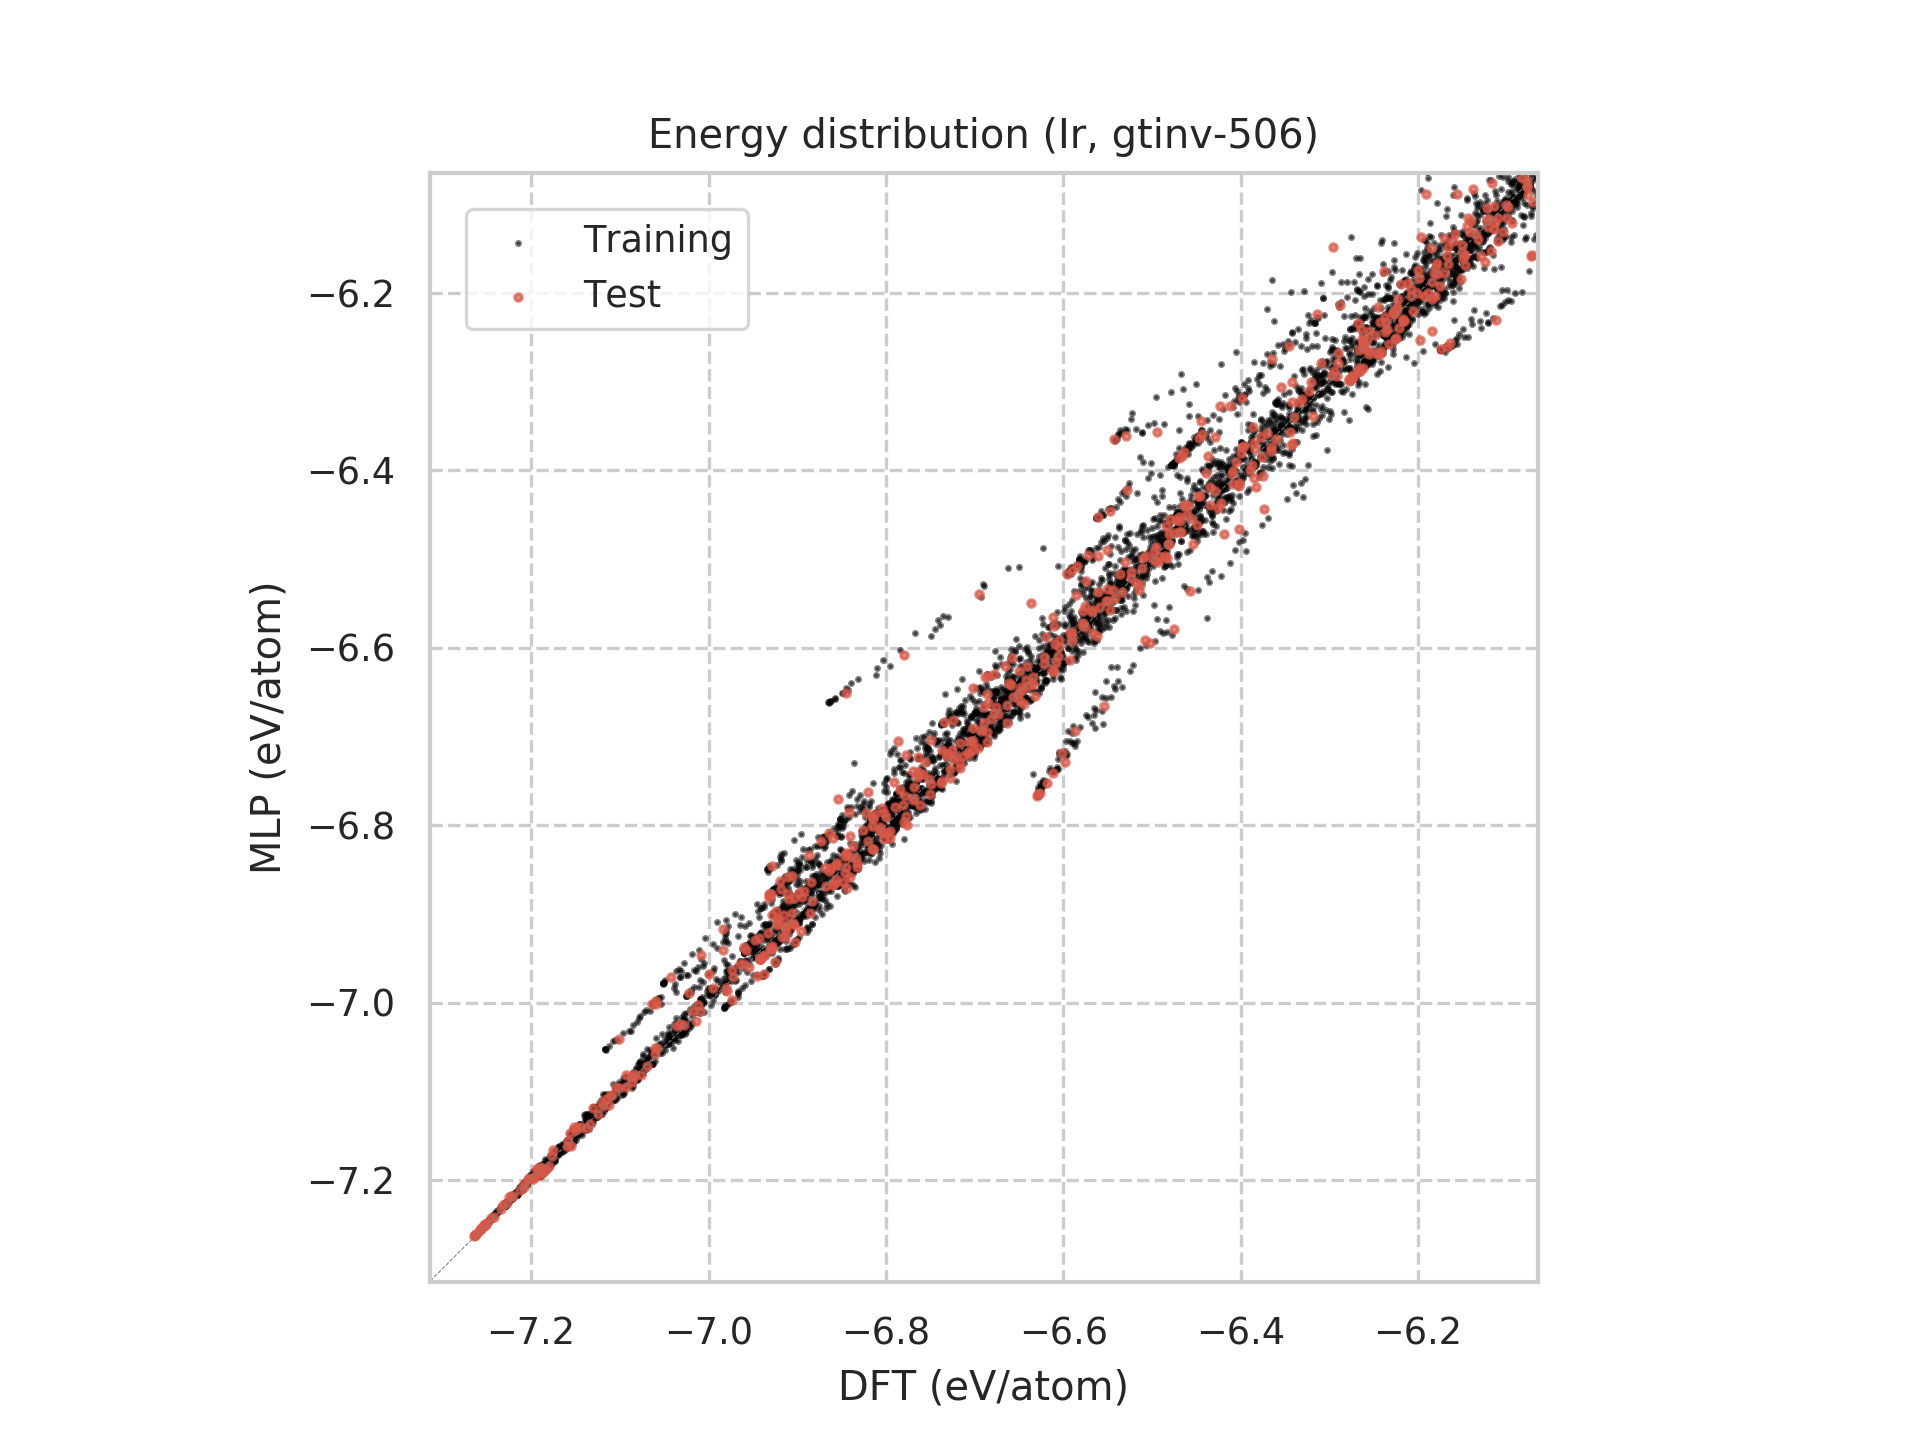 Energy distribution (Ir, gtinv-506)
Training
Test
MLP (eV/atom)
−6.2
−6.4
−6.6
−6.8
−7.0
−7.2
−7.2 −7.0 −6.8 −6.6 −6.4 −6.2
DFT (eV/atom)